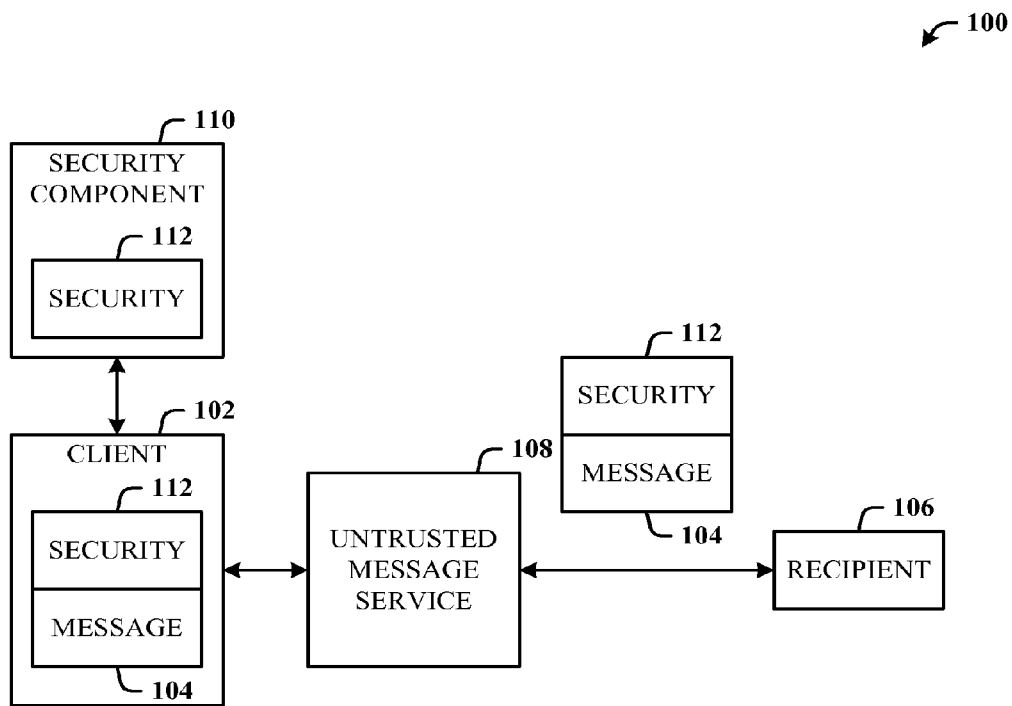 100
110
SECURITY
COMPONENT
112
SECURITY
102
CLIENT
112
SECURITY
MESSAGE
104
108
UNTRUSTED
MESSAGE
SERVICE
112
SECURITY
MESSAGE
104
106
RECIPIENT